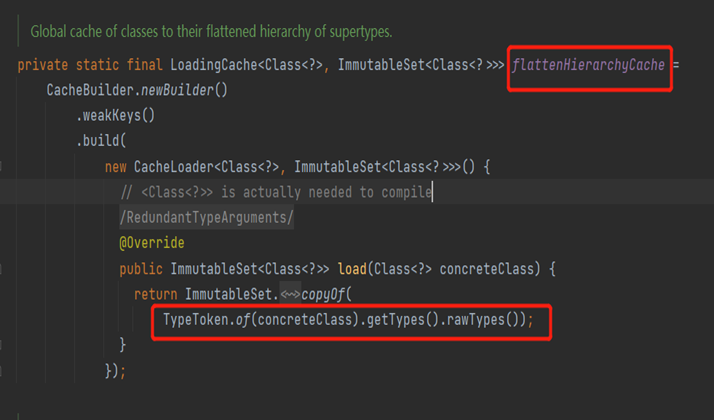 Global cache of classes to their flattened hierarchy of supertypes.
private static final LoadingCache<Class<?>, ImmutableSet<Class<?>>> flattenHierarchyCache =
CacheBuilder.newBuilder()
.weakKeys()
.build(
new CacheLoader<Class<?>, ImmutableSet<Class<?>>>() {
// <Class<?>> is actually needed to compile
/RedundantTypeArguments/
@Override
public ImmutableSet<Class<?>> load(Class<?> concreteClass) {
return ImmutableSet.<~>copyOf(
TypeToken.of(concreteClass).getTypes().rawTypes());
}
});